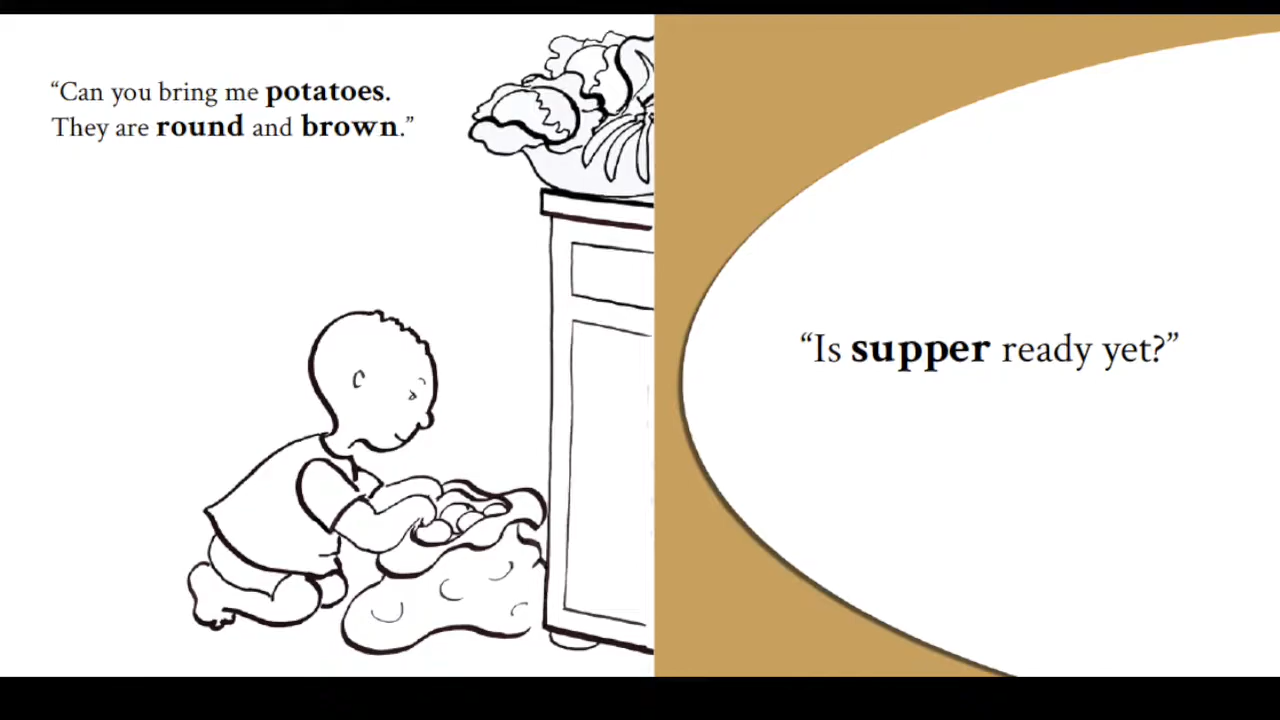 “Can you bring me potatoes.
They are round and brown.”
“Is supper ready yet?”